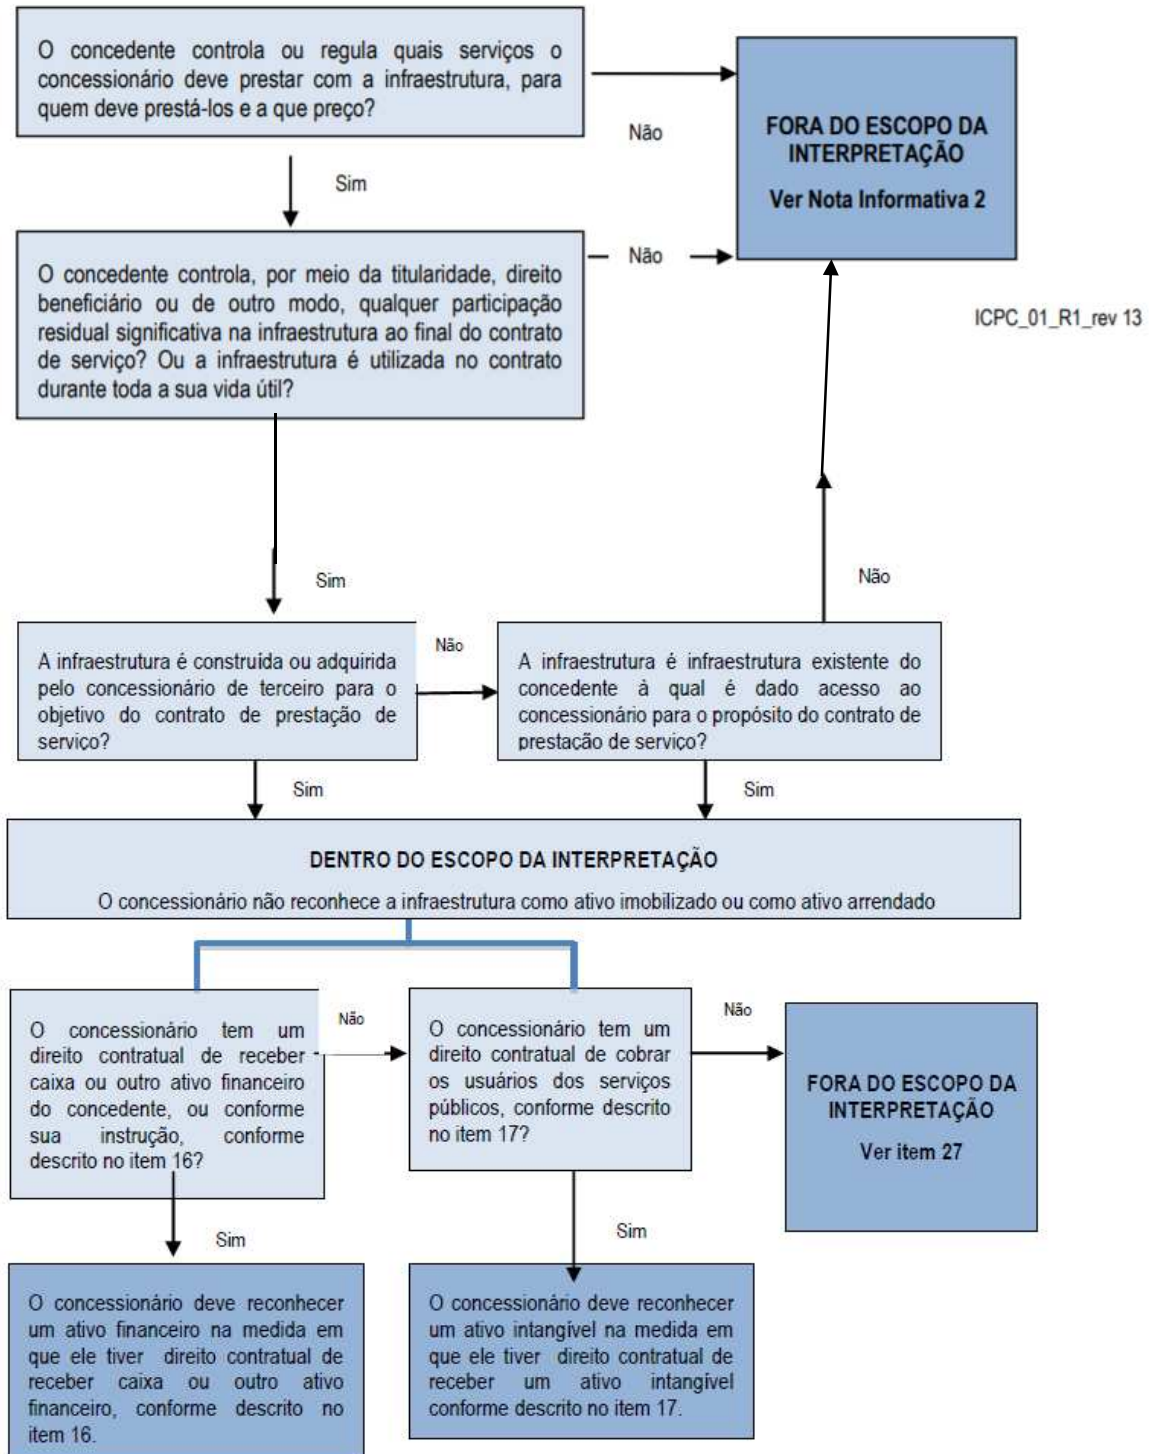 O concedente controla ou regula quais serviços o
concessionário deve prestar com a infraestrutura, para
quem deve prestá-los e a que preço?
Não
FORA DO ESCOPO DA
INTERPRETAÇÃO
Ver Nota Informativa 2
Sim
O concedente controla, por meio da titularidade, direito
beneficiário ou de outro modo, qualquer participação
residual significativa na infraestrutura ao final do contrato
de serviço? Ou a infraestrutura é utilizada no contrato
durante toda a sua vida útil?
Não
ICPC_01_R1_rev 13
Sim
Não
A infraestrutura é construída ou adquirida
pelo concessionário de terceiro para o
objetivo do contrato de prestação de
serviço?
Não
A infraestrutura é infraestrutura existente do
concedente à qual é dado acesso ao
concessionário para o propósito do contrato de
prestação de serviço?
Sim
Sim
DENTRO DO ESCOPO DA INTERPRETAÇÃO
O concessionário não reconhece a infraestrutura como ativo imobilizado ou como ativo arrendado
O concessionário tem um
direito contratual de receber
caixa ou outro ativo financeiro
do concedente, ou conforme
sua instrução, conforme
descrito no item 16?
Não
O concessionário tem um
direito contratual de cobrar
os usuários dos serviços
públicos, conforme descrito
no item 17?
Não
FORA DO ESCOPO DA
INTERPRETAÇÃO
Ver item 27
Sim
Sim
O concessionário deve reconhecer
um ativo financeiro na medida em
que ele tiver direito contratual de
receber caixa ou outro ativo
financeiro, conforme descrito no
item 16.
O concessionário deve reconhecer
um ativo intangível na medida em
que ele tiver direito contratual de
receber um ativo intangível
conforme descrito no item 17.